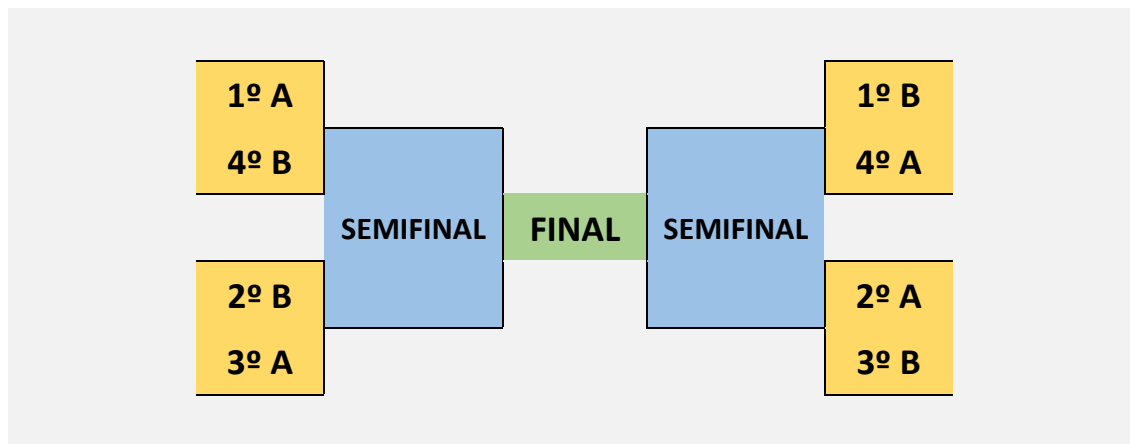 1º A
4º B
2º B
3º A
SEMIFINAL
FINAL
SEMIFINAL
1º B
4º A
2º A
3º B